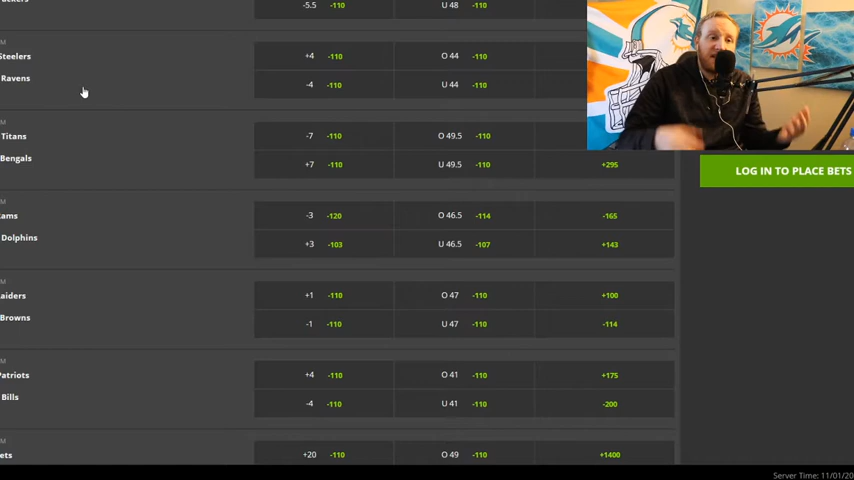 -5.5 -110 U 48 -110
M
Steelers +4 -110 O 44 -110
Ravens -4 -110 U 44 -110
M
Titans -7 -110 O 49.5 -110
Bengals +7 -110 U 49.5 -110 +295
LOG IN TO PLACE BETS
M
ams -3 -120 O 46.5 -114 -165
Dolphins +3 -103 U 46.5 -107 +143
M
aiders +1 -110 O 47 -110 +100
Browns -1 -110 U 47 -110 -114
M
Patriots +4 -110 O 41 -110 +175
Bills -4 -110 U 41 -110 -200
M
ets +20 -110 O 49 -110 +1400
Server Time: 11/01/20